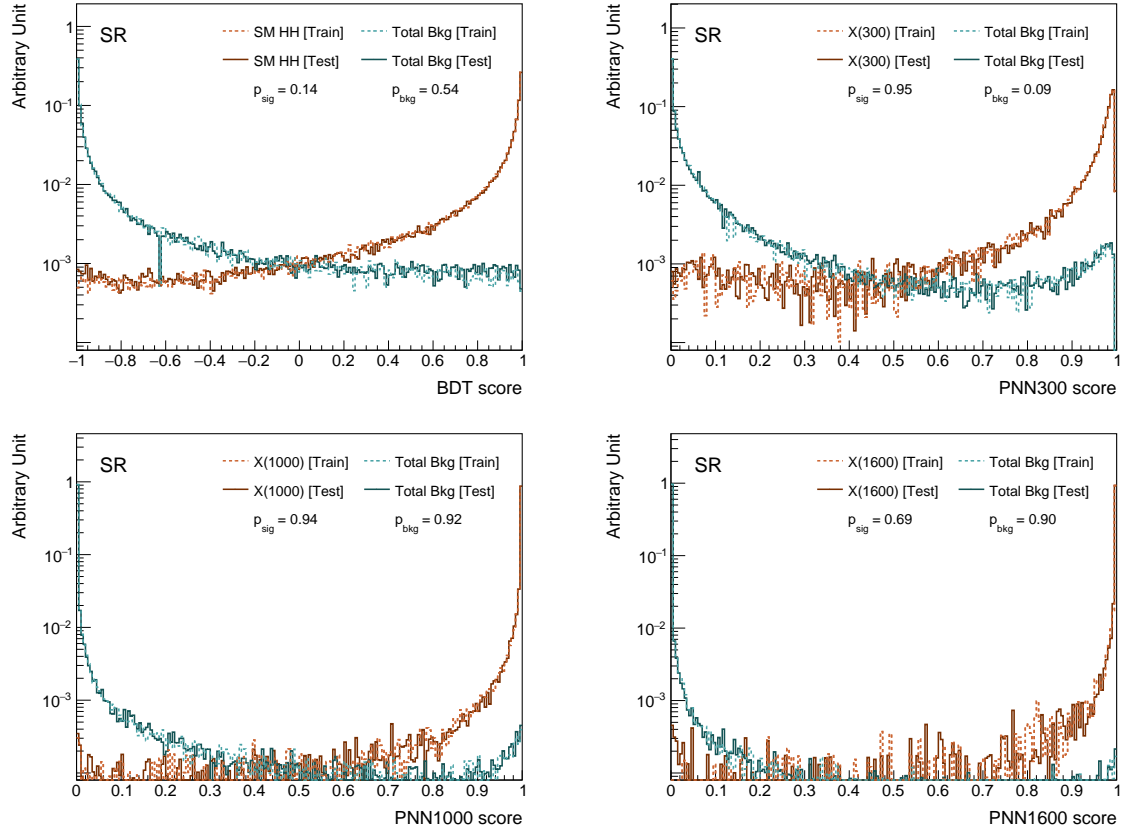 Arbitrary Unit
SR
SM HH [Train]
Total Bkg [Train]
SM HH [Test]
Total Bkg [Test]
p_sig = 0.14
p_bkg = 0.54
1
10^−1
10^−2
10^−3
−1 −0.8 −0.6 −0.4 −0.2 0 0.2 0.4 0.6 0.8 1
BDT score
Arbitrary Unit
SR
X(300) [Train]
Total Bkg [Train]
X(300) [Test]
Total Bkg [Test]
p_sig = 0.95
p_bkg = 0.09
1
10^−1
10^−2
10^−3
0 0.1 0.2 0.3 0.4 0.5 0.6 0.7 0.8 0.9 1
PNN300 score
Arbitrary Unit
SR
X(1000) [Train]
Total Bkg [Train]
X(1000) [Test]
Total Bkg [Test]
p_sig = 0.94
p_bkg = 0.92
1
10^−1
10^−2
10^−3
0 0.1 0.2 0.3 0.4 0.5 0.6 0.7 0.8 0.9 1
PNN1000 score
Arbitrary Unit
SR
X(1600) [Train]
Total Bkg [Train]
X(1600) [Test]
Total Bkg [Test]
p_sig = 0.69
p_bkg = 0.90
1
10^−1
10^−2
10^−3
0 0.1 0.2 0.3 0.4 0.5 0.6 0.7 0.8 0.9 1
PNN1600 score